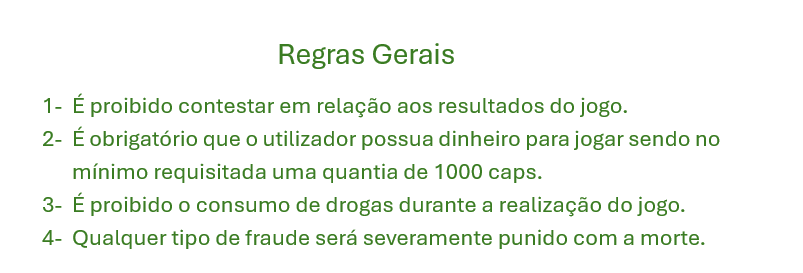 Regras Gerais
1- É proibido contestar em relação aos resultados do jogo.
2- É obrigatório que o utilizador possua dinheiro para jogar sendo no
mínimo requisitada uma quantia de 1000 caps.
3- É proibido o consumo de drogas durante a realização do jogo.
4- Qualquer tipo de fraude será severamente punido com a morte.